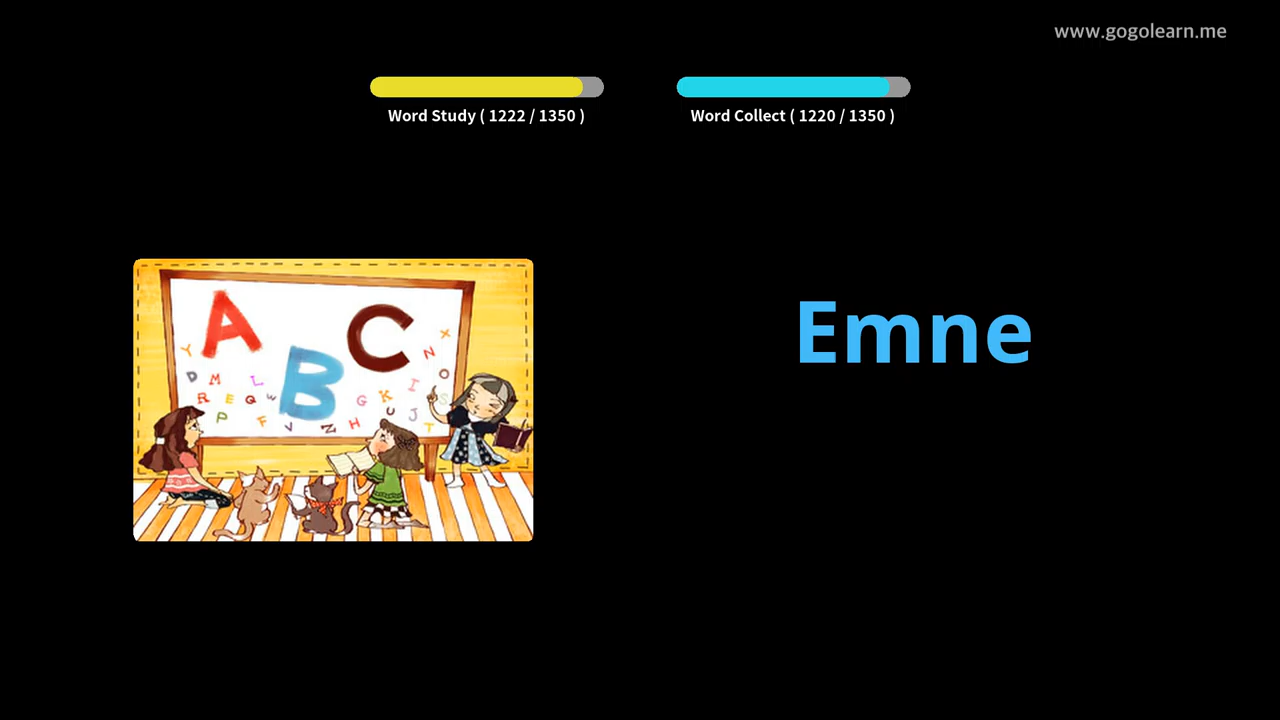 www.gogolearn.me
Word Study ( 1222 / 1350 )
Word Collect ( 1220 / 1350 )
Emne
A
B
C
X
Y
N
D M L O
R E Q W G K I S
P F V Z H U J T